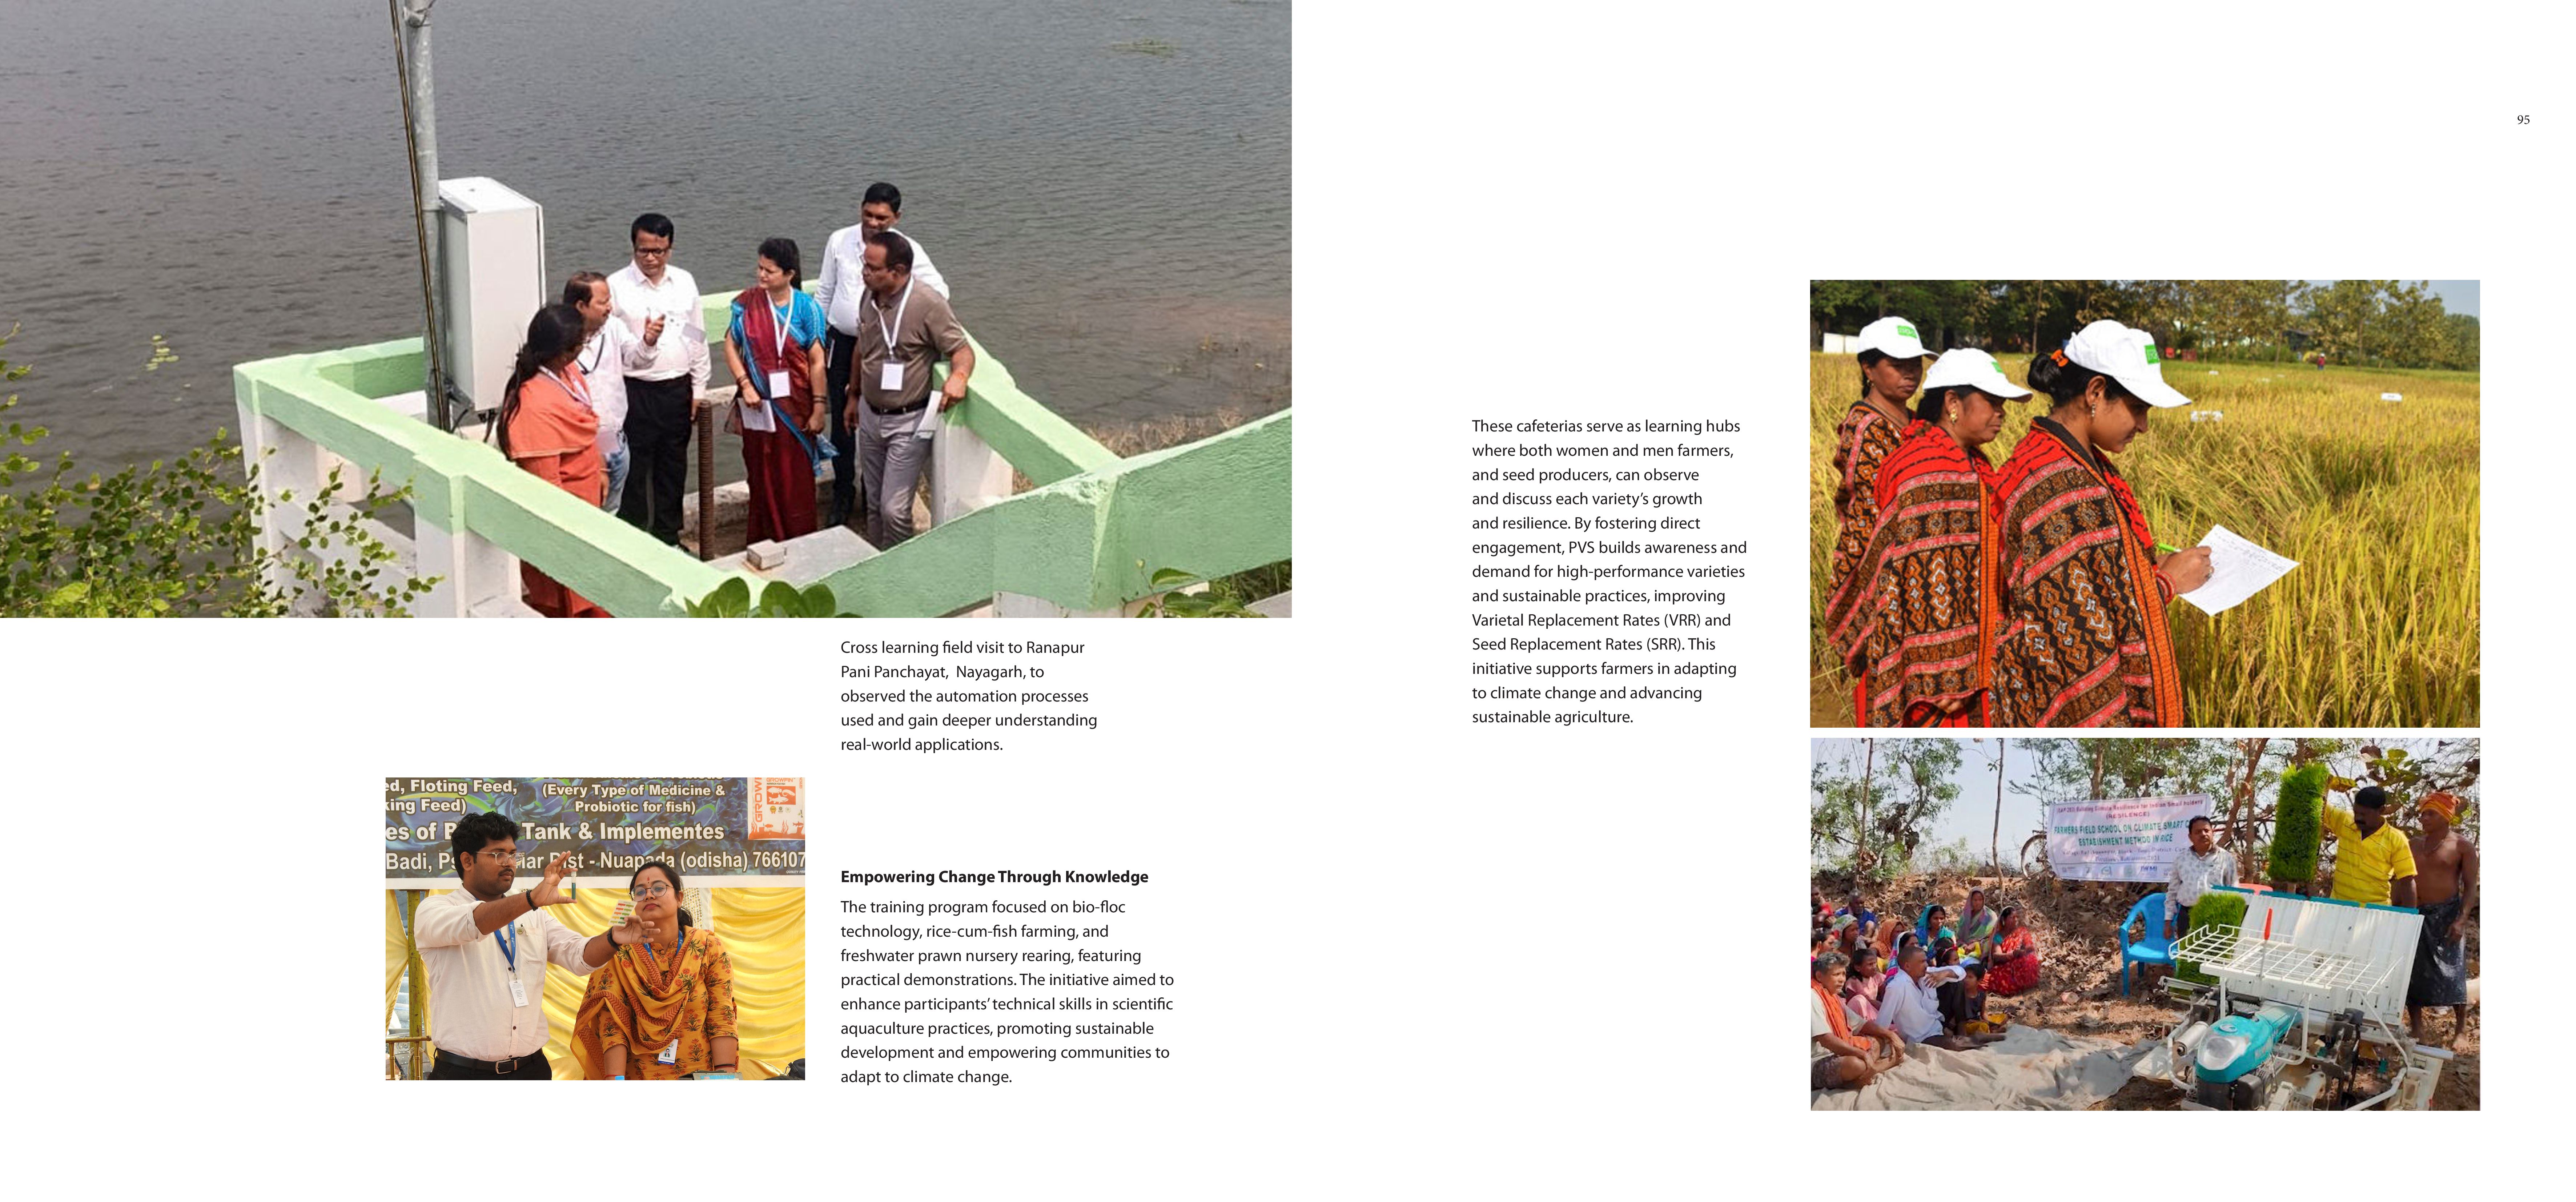 95
Cross learning field visit to Ranapur
Pani Panchayat,  Nayagarh, to
observed the automation processes
used and gain deeper understanding
real-world applications.
ed, Floting Feed,
king Feed)
(Every Type of Medicine &
Probiotic for fish)
es of
Tank & Implementes
Badi,
Dist - Nuapada (odisha) 766107
Empowering Change Through Knowledge
The training program focused on bio-floc
technology, rice-cum-fish farming, and
freshwater prawn nursery rearing, featuring
practical demonstrations. The initiative aimed to
enhance participants’ technical skills in scientific
aquaculture practices, promoting sustainable
development and empowering communities to
adapt to climate change.
These cafeterias serve as learning hubs
where both women and men farmers,
and seed producers, can observe
and discuss each variety’s growth
and resilience. By fostering direct
engagement, PVS builds awareness and
demand for high-performance varieties
and sustainable practices, improving
Varietal Replacement Rates (VRR) and
Seed Replacement Rates (SRR). This
initiative supports farmers in adapting
to climate change and advancing
sustainable agriculture.
Building Climate Resilience for Indian Small holders
(RESILENCE)
FARMERS FIELD SCHOOL ON CLIMATE SMART
ESTABLISHMENT METHOD IN RICE